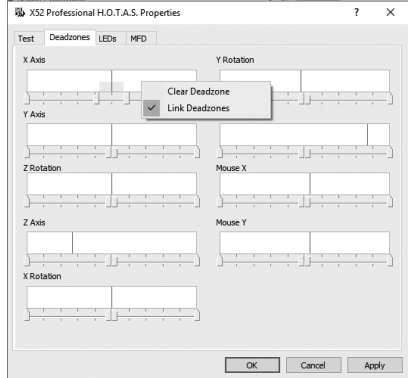 X52 Professional H.O.T.A.S. Properties
Test Deadzones LEDs MFD
X Axis Y Rotation
Clear Deadzone
Link Deadzones
Y Axis
Z Rotation Mouse X
Z Axis Mouse Y
X Rotation
OK Cancel Apply